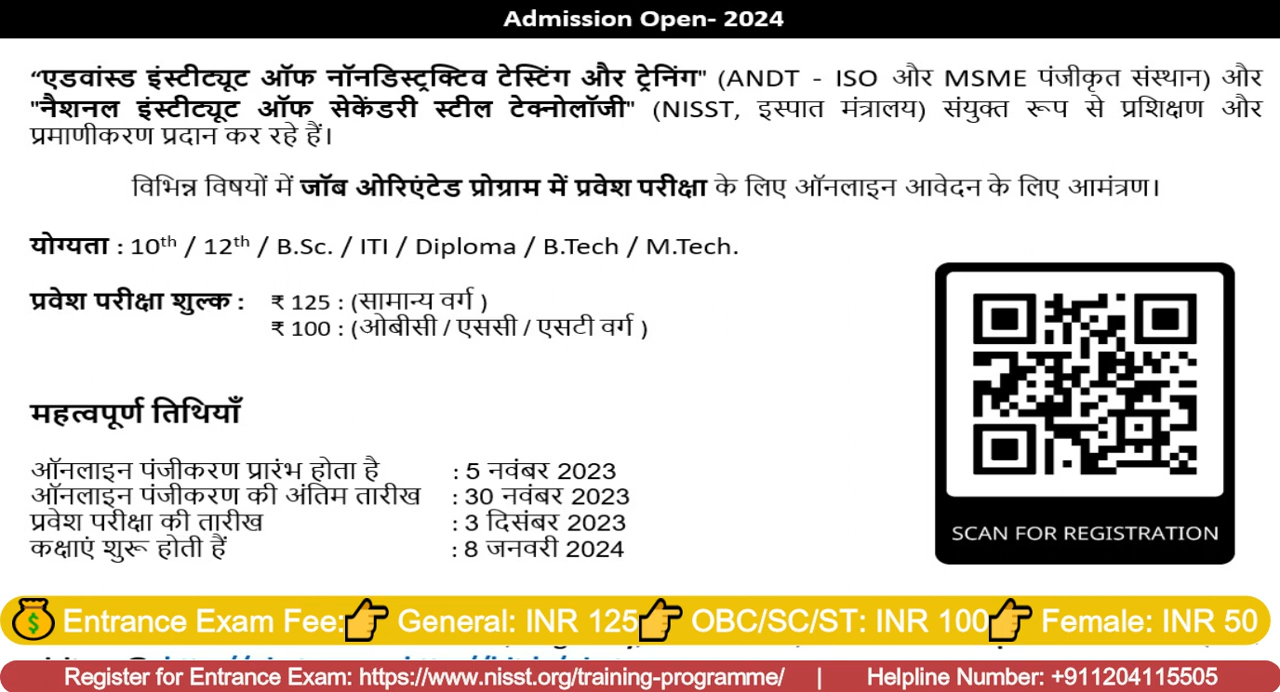 Admission Open- 2024
“एडवांस्ड इंस्टीट्यूट ऑफ नॉनडिस्ट्रक्टिव टेस्टिंग और ट्रेनिंग" (ANDT - ISO और MSME पंजीकृत संस्थान) और
"नैशनल इंस्टीट्यूट ऑफ सेकेंडरी स्टील टेक्नोलॉजी" (NISST, इस्पात मंत्रालय) संयुक्त रूप से प्रशिक्षण और
प्रमाणीकरण प्रदान कर रहे हैं।
विभिन्न विषयों में जॉब ओरिएंटेड प्रोग्राम में प्रवेश परीक्षा के लिए ऑनलाइन आवेदन के लिए आमंत्रण।
योग्यता : 10th / 12th / B.Sc. / ITI / Diploma / B.Tech / M.Tech.
प्रवेश परीक्षा शुल्क : ₹ 125 : (सामान्य वर्ग )
₹ 100 : (ओबीसी / एससी / एसटी वर्ग )
महत्वपूर्ण तिथियाँ
ऑनलाइन पंजीकरण प्रारंभ होता है : 5 नवंबर 2023
ऑनलाइन पंजीकरण की अंतिम तारीख : 30 नवंबर 2023
प्रवेश परीक्षा की तारीख : 3 दिसंबर 2023
कक्षाएं शुरू होती हैं : 8 जनवरी 2024
SCAN FOR REGISTRATION
Entrance Exam Fee: General: INR 125 OBC/SC/ST: INR 100 Female: INR 50
Register for Entrance Exam: https://www.nisst.org/training-programme/ | Helpline Number: +911204115505